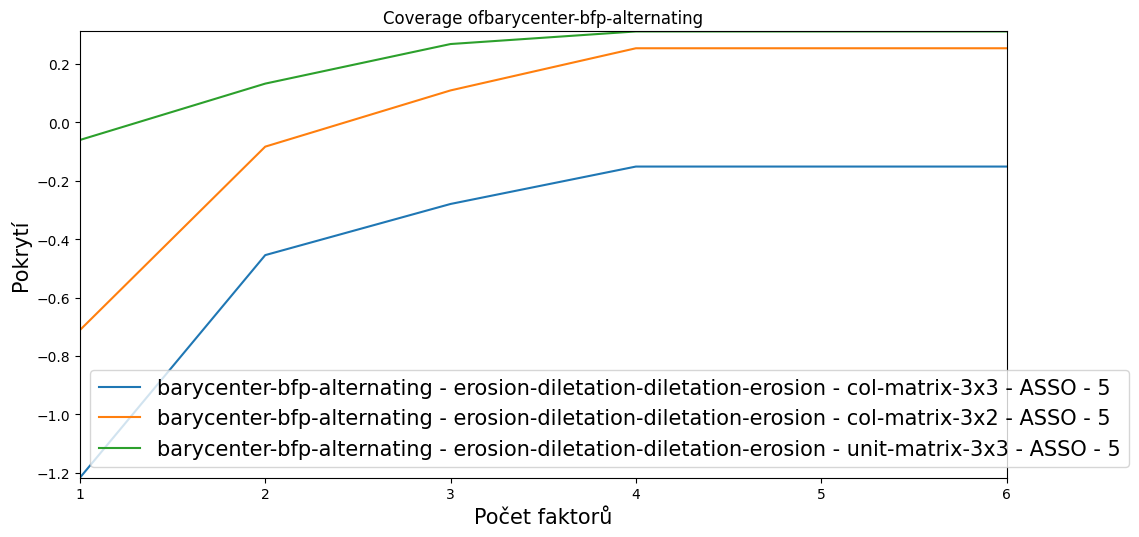 Coverage ofbarycenter-bfp-alternating
Pokrytí
0.2
0.0
−0.2
−0.4
−0.6
−0.8
−1.0
−1.2
barycenter-bfp-alternating - erosion-diletation-diletation-erosion - col-matrix-3x3 - ASSO - 5
barycenter-bfp-alternating - erosion-diletation-diletation-erosion - col-matrix-3x2 - ASSO - 5
barycenter-bfp-alternating - erosion-diletation-diletation-erosion - unit-matrix-3x3 - ASSO - 5
1 2 3 4 5 6
Počet faktorů